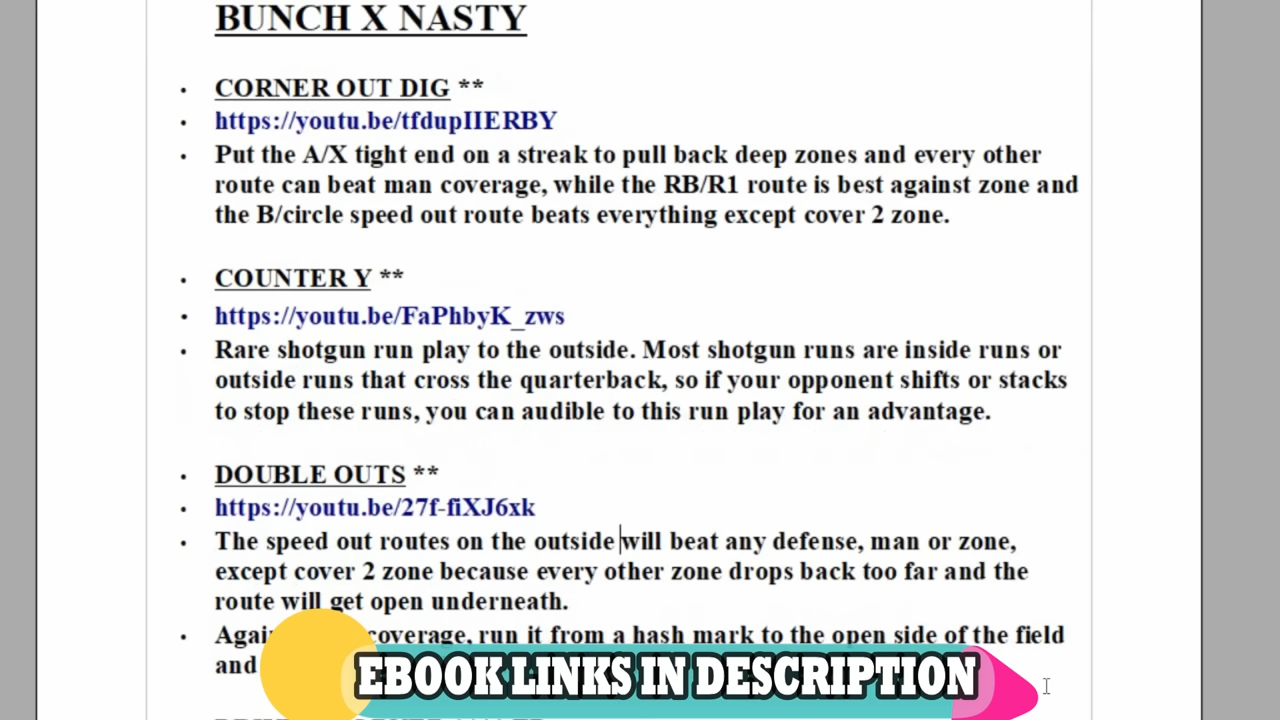 BUNCH X NASTY
• CORNER OUT DIG **
• https://youtu.be/tfdupIIERBY
• Put the A/X tight end on a streak to pull back deep zones and every other
route can beat man coverage, while the RB/R1 route is best against zone and
the B/circle speed out route beats everything except cover 2 zone.
• COUNTER Y **
• https://youtu.be/FaPhbyK_zws
• Rare shotgun run play to the outside. Most shotgun runs are inside runs or
outside runs that cross the quarterback, so if your opponent shifts or stacks
to stop these runs, you can audible to this run play for an advantage.
• DOUBLE OUTS **
• https://youtu.be/27f-fiXJ6xk
• The speed out routes on the outside will beat any defense, man or zone,
except cover 2 zone because every other zone drops back too far and the
route will get open underneath.
• coverage, run it from a hash mark to the open side of the field
and
EBOOK LINKS IN DESCRIPTION